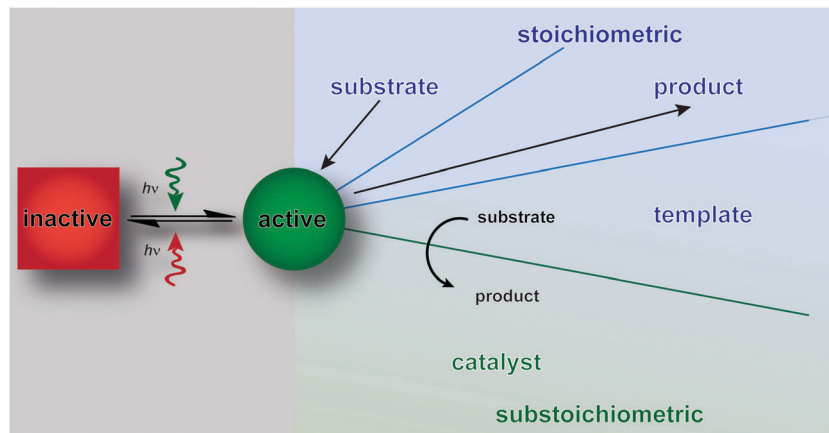 stoichiometric
substrate
product
hν
inactive
active
substrate
template
hν
product
catalyst
substoichiometric